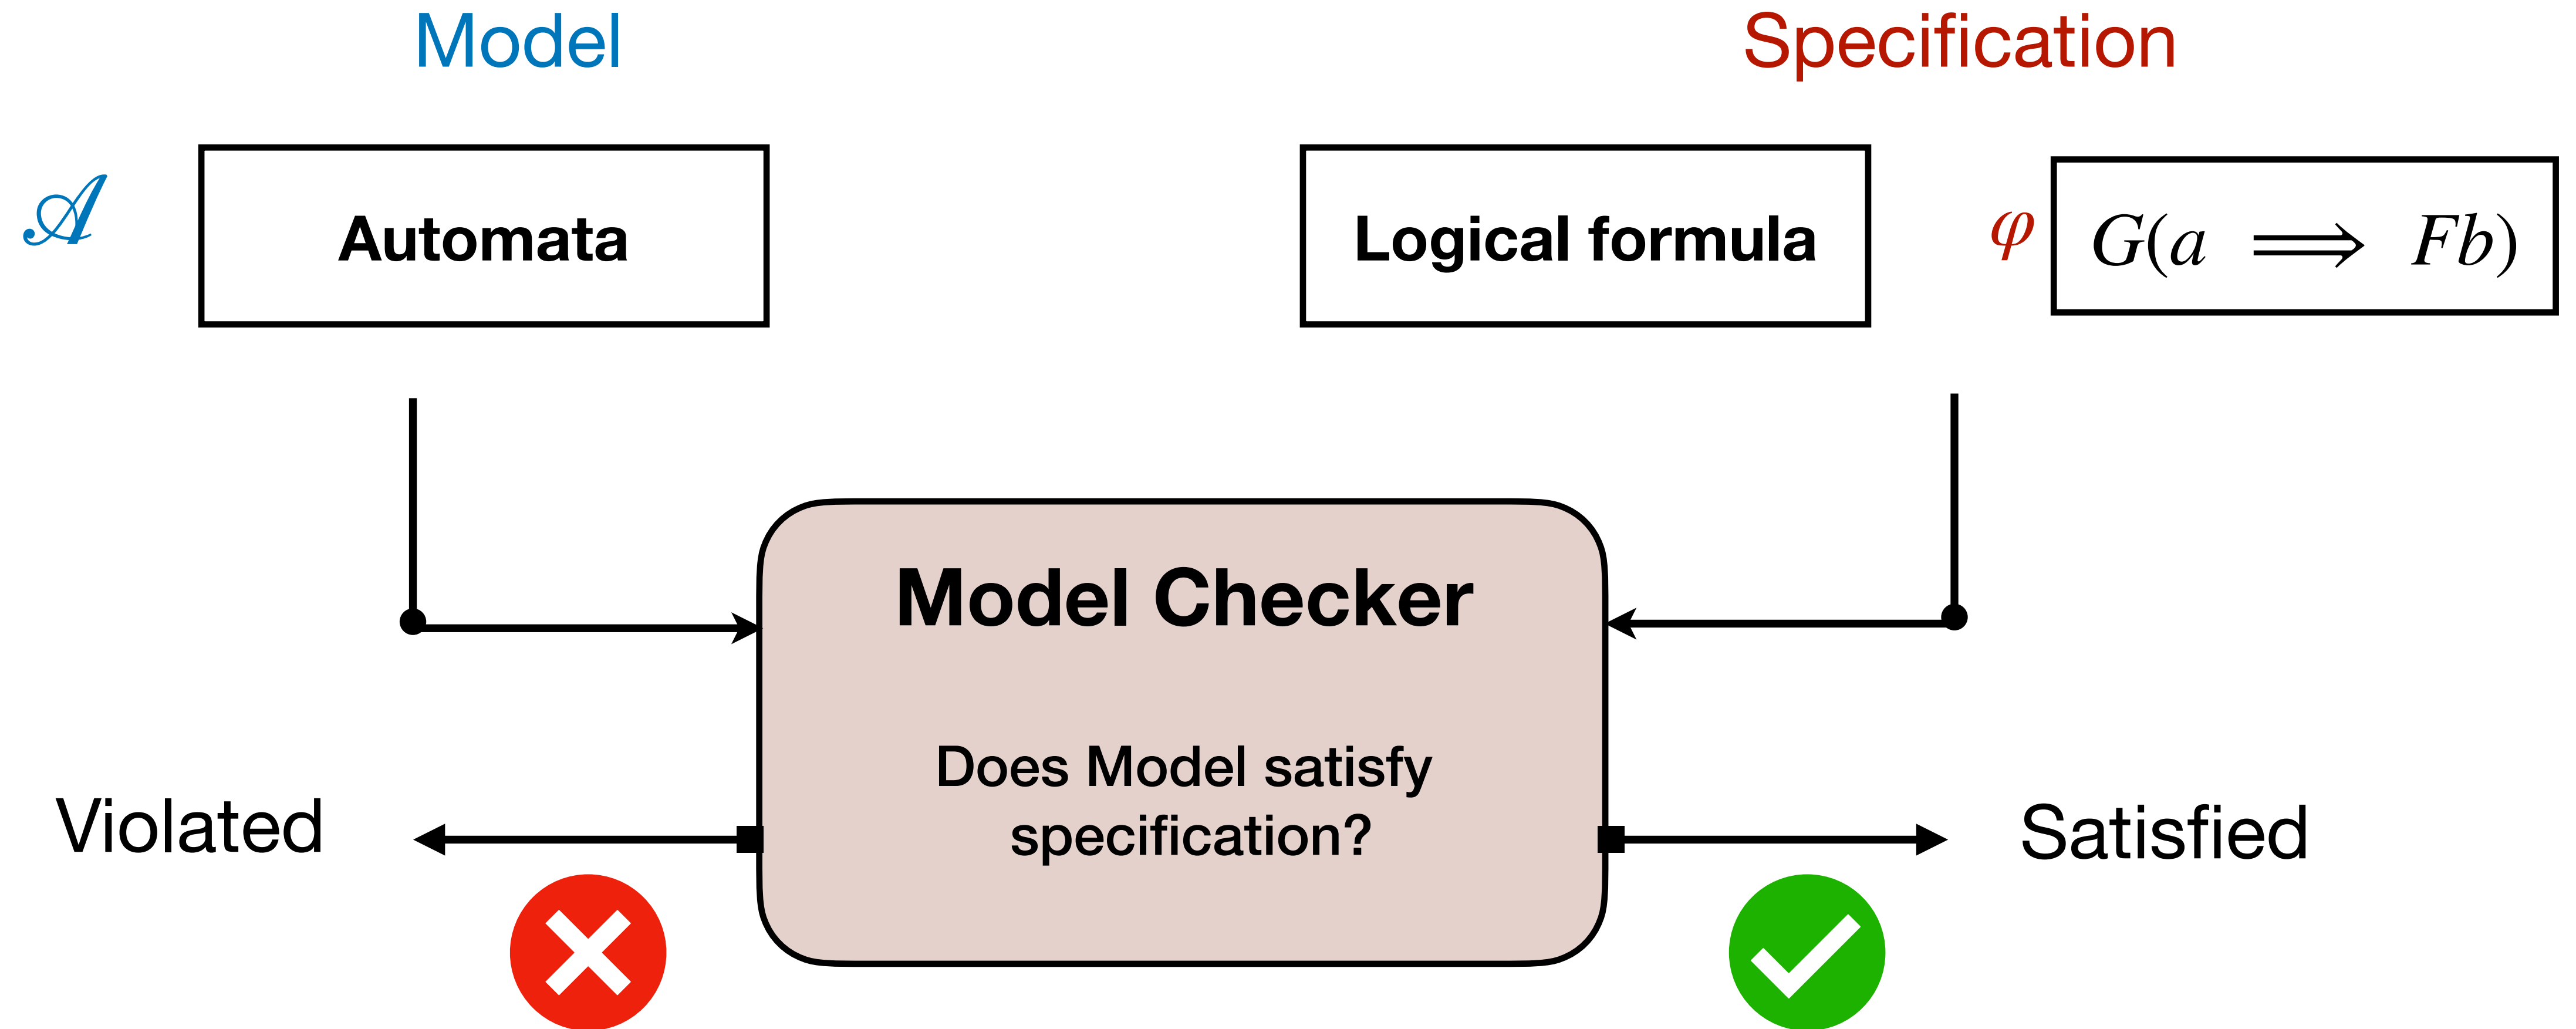 Model
Specification
𝒜
Automata
Logical formula
φ
G(a ⟹ Fb)
Model Checker
Does Model satisfy
specification?
Violated
Satisfied